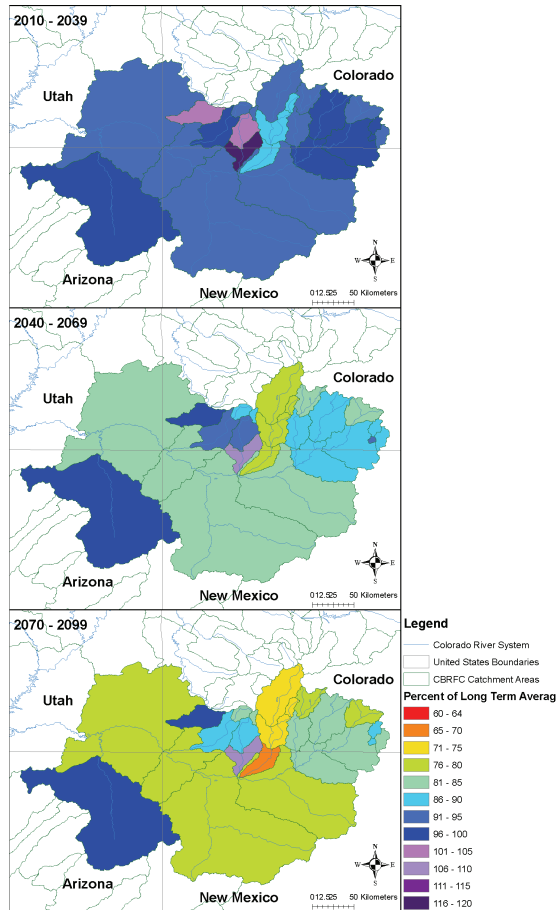 2010 - 2039
Utah
Colorado
Arizona
New Mexico
N
W E
S
0 12.525 50 Kilometers
2040 - 2069
Utah
Colorado
Arizona
New Mexico
N
W E
S
0 12.525 50 Kilometers
2070 - 2099
Utah
Colorado
Arizona
New Mexico
N
W E
S
0 12.525 50 Kilometers
Legend
Colorado River System
United States Boundaries
CBRFC Catchment Areas
Percent of Long Term Averag
60 - 64
65 - 70
71 - 75
76 - 80
81 - 85
86 - 90
91 - 95
96 - 100
101 - 105
106 - 110
111 - 115
116 - 120